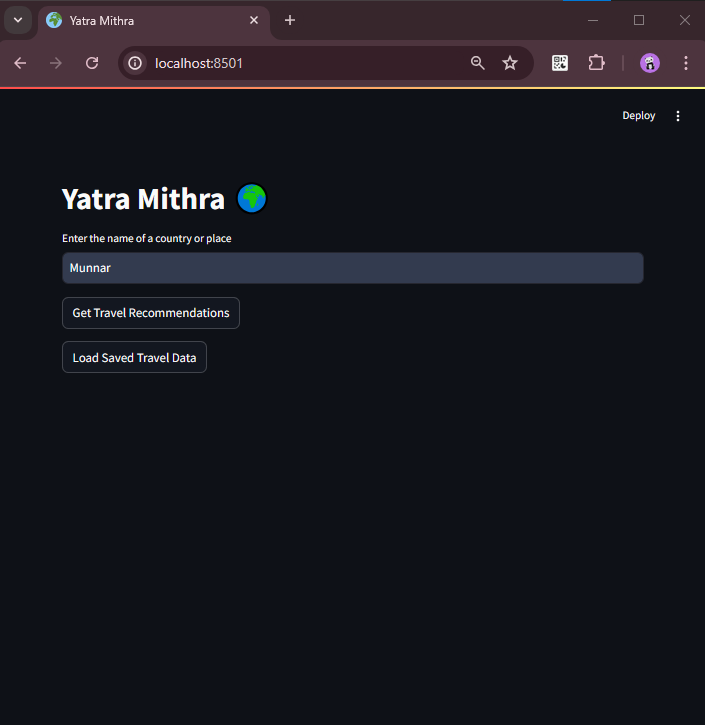 Yatra Mithra
localhost:8501
Deploy
Yatra Mithra
Enter the name of a country or place
Munnar
Get Travel Recommendations
Load Saved Travel Data